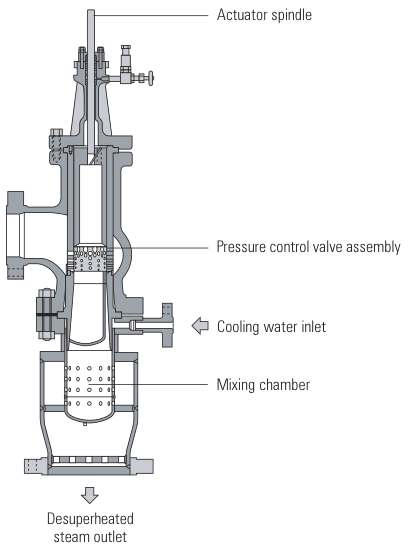 Actuator spindle
Pressure control valve assembly
Cooling water inlet
Mixing chamber
Desuperheated
steam outlet